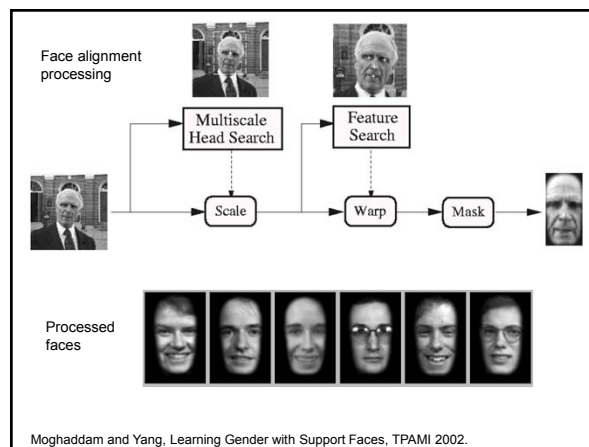 Face alignment
processing
Multiscale
Head Search
Feature
Search
Scale
Warp
Mask
Processed
faces
Moghaddam and Yang, Learning Gender with Support Faces, TPAMI 2002.